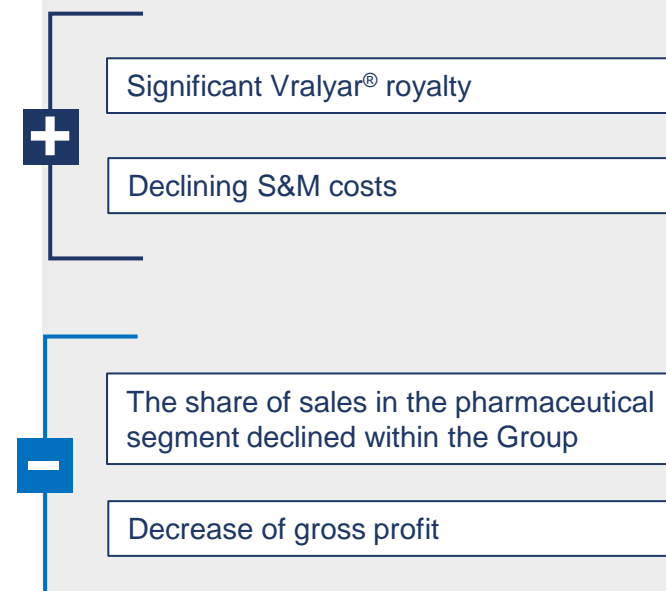 Significant Vralyar® royalty
Declining S&M costs
The share of sales in the pharmaceutical
segment declined within the Group
Decrease of gross profit